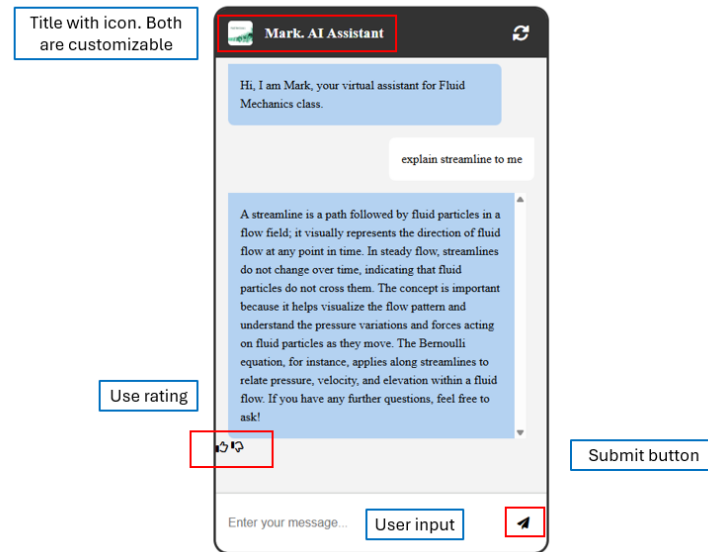 Title with icon. Both
are customizable
Mark. AI Assistant
Hi, I am Mark, your virtual assistant for Fluid
Mechanics class.
explain streamline to me
A streamline is a path followed by fluid particles in a
flow field; it visually represents the direction of fluid
flow at any point in time. In steady flow, streamlines
do not change over time, indicating that fluid
particles do not cross them. The concept is important
because it helps visualize the flow pattern and
understand the pressure variations and forces acting
on fluid particles as they move. The Bernoulli
equation, for instance, applies along streamlines to
relate pressure, velocity, and elevation within a fluid
flow. If you have any further questions, feel free to
ask!
Use rating
Submit button
Enter your message...
User input